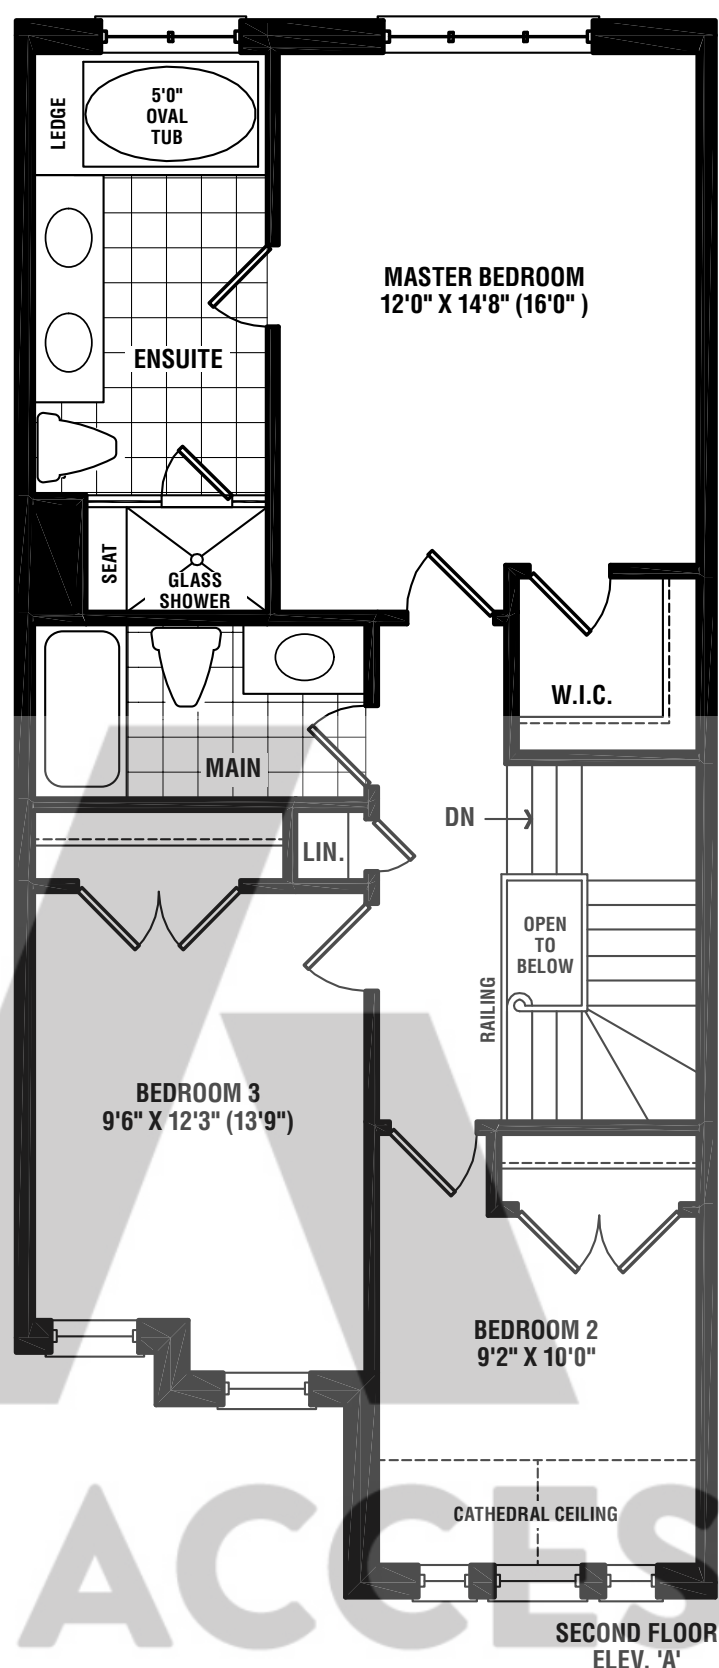 LEDGE
5'0"
OVAL
TUB
MASTER BEDROOM
12'0" X 14'8" (16'0" )
ENSUITE
SEAT
GLASS
SHOWER
W.I.C.
MAIN
DN
LIN.
OPEN
TO
BELOW
RAILING
BEDROOM 3
9'6" X 12'3" (13'9")
BEDROOM 2
9'2" X 10'0"
CATHEDRAL CEILING
ACCES
SECOND FLOOR
ELEV. 'A'